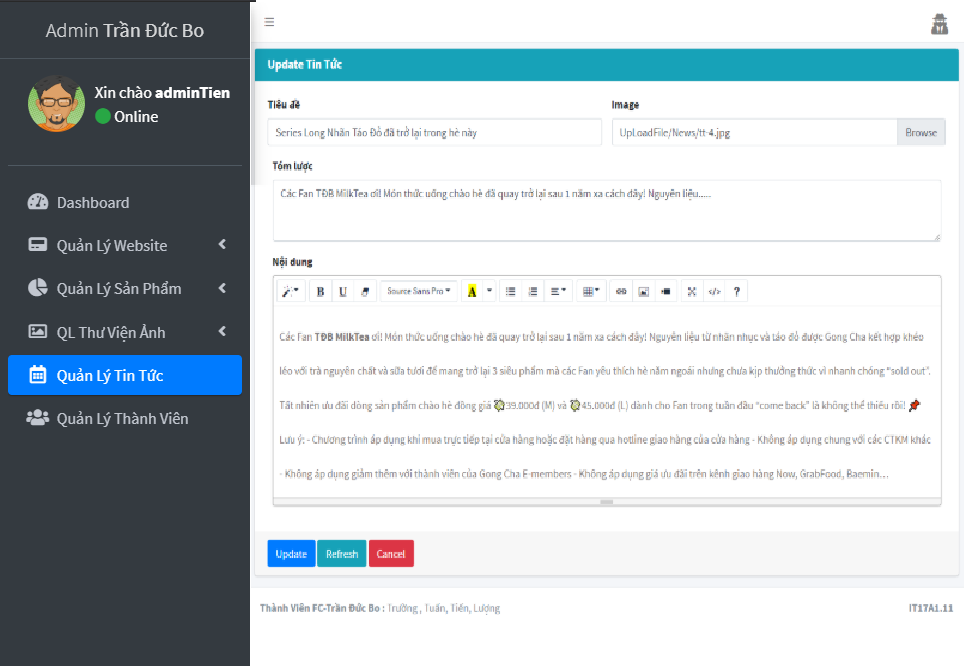 Admin Trần Đức Bo
Xin chào adminTien
Online
Dashboard
Quản Lý Website
Quản Lý Sản Phẩm
QL Thư Viện Ảnh
Quản Lý Tin Tức
Quản Lý Thành Viên
Update Tin Tức
Tiêu đề
Image
Series Long Nhãn Táo Đỏ đã trở lại trong hè này
UpLoadFile/News/tt-4.jpg
Browse
Tóm lược
Các Fan TĐB MilkTea ơi! Món thức uống chào hè đã quay trở lại sau 1 năm xa cách đây! Nguyên liệu.....
Nội dung
B U Source Sans Pro A </> ?
Các Fan TĐB MilkTea ơi! Món thức uống chào hè đã quay trở lại sau 1 năm xa cách đây! Nguyên liệu từ nhãn nhục và táo đỏ được Gong Cha kết hợp khéo
léo với trà nguyên chất và sữa tươi để mang trở lại 3 siêu phẩm mà các Fan yêu thích hè năm ngoái nhưng chưa kịp thưởng thức vì nhanh chóng “sold out”.
Tất nhiên ưu đãi dòng sản phẩm chào hè đồng giá 39.000đ (M) và 45.000đ (L) dành cho Fan trong tuần đầu “come back” là không thể thiếu rồi!
Lưu ý: - Chương trình áp dụng khi mua trực tiếp tại cửa hàng hoặc đặt hàng qua hotline giao hàng của cửa hàng - Không áp dụng chung với các CTKM khác
- Không áp dụng giảm thêm với thành viên của Gong Cha E-members - Không áp dụng giá ưu đãi trên kênh giao hàng Now, GrabFood, Baemin…
Update
Refresh
Cancel
Thành Viên FC-Trần Đức Bo : Trường , Tuấn, Tiến, Lượng
IT17A1.11